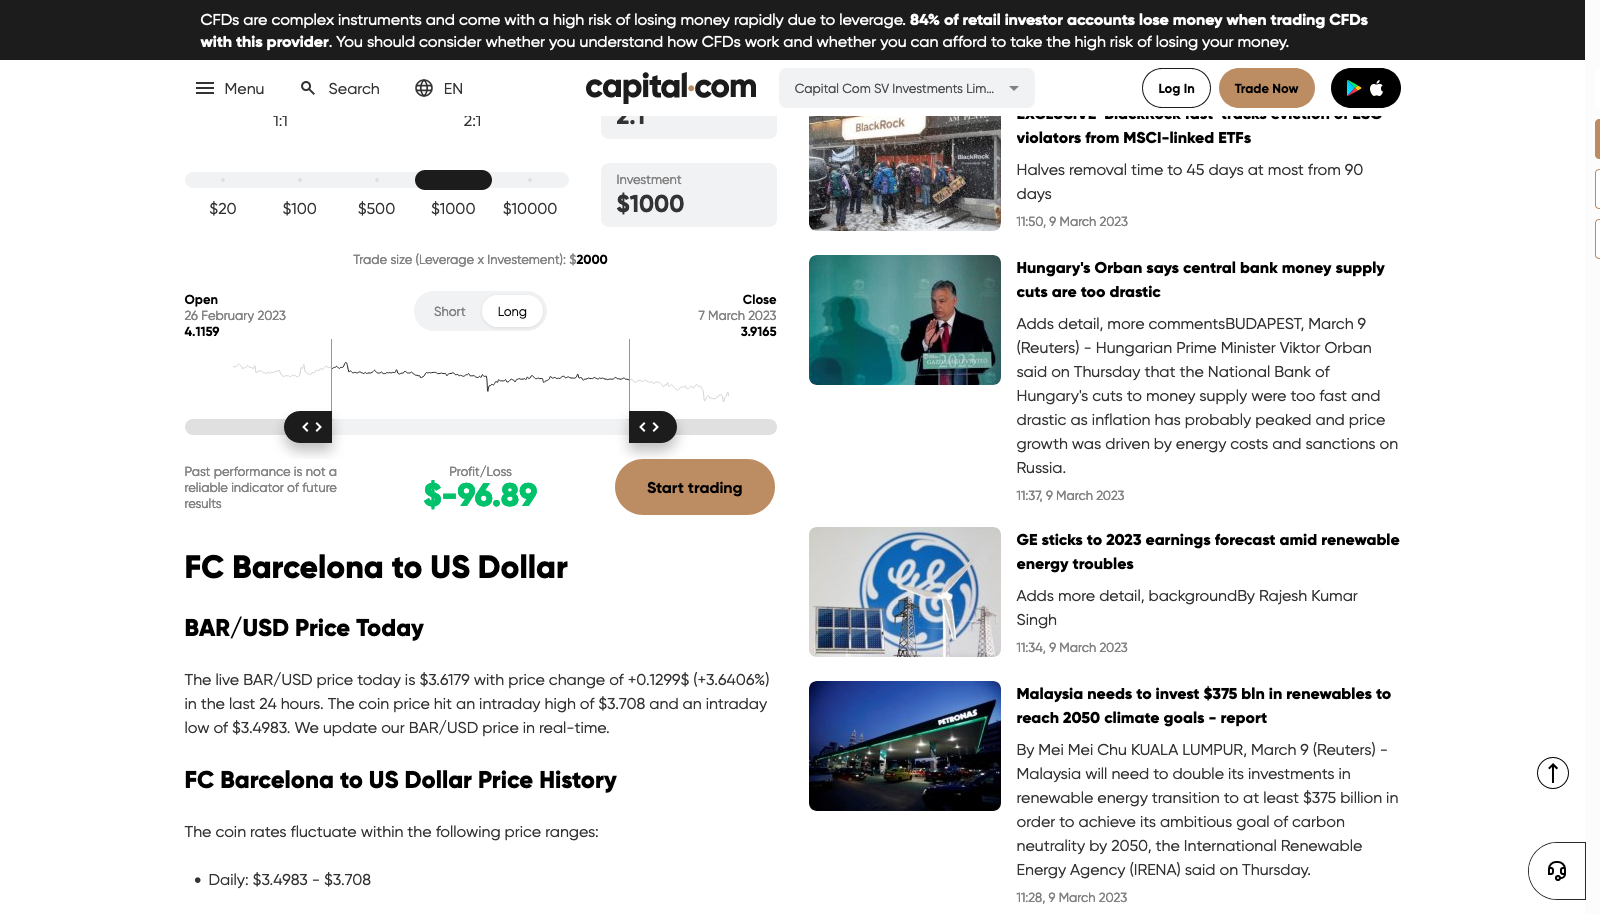 CFDs are complex instruments and come with a high risk of losing money rapidly due to leverage. 84% of retail investor accounts lose money when trading CFDs
with this provider. You should consider whether you understand how CFDs work and whether you can afford to take the high risk of losing your money.
Menu
Search
EN
capital.com
Capital Com SV Investments Lim...
Log In
Trade Now
1:1
2:1
2:1
Investment
$1000
$20
$100
$500
$1000
$10000
Trade size (Leverage x Investement): $2000
Open
26 February 2023
4.1159
Short
Long
Close
7 March 2023
3.9165
Past performance is not a
reliable indicator of future
results
Profit/Loss
$-96.89
Start trading
FC Barcelona to US Dollar
BAR/USD Price Today
The live BAR/USD price today is $3.6179 with price change of +0.1299$ (+3.6406%)
in the last 24 hours. The coin price hit an intraday high of $3.708 and an intraday
low of $3.4983. We update our BAR/USD price in real-time.
FC Barcelona to US Dollar Price History
The coin rates fluctuate within the following price ranges:
• Daily: $3.4983 - $3.708
BlackRock
BlackRock
EXCLUSIVE-BlackRock fast-tracks eviction of ESG
violators from MSCI-linked ETFs
Halves removal time to 45 days at most from 90
days
11:50, 9 March 2023
2023
Hungary's Orban says central bank money supply
cuts are too drastic
Adds detail, more commentsBUDAPEST, March 9
(Reuters) - Hungarian Prime Minister Viktor Orban
said on Thursday that the National Bank of
Hungary's cuts to money supply were too fast and
drastic as inflation has probably peaked and price
growth was driven by energy costs and sanctions on
Russia.
11:37, 9 March 2023
GE sticks to 2023 earnings forecast amid renewable
energy troubles
Adds more detail, backgroundBy Rajesh Kumar
Singh
11:34, 9 March 2023
PETRONAS
Malaysia needs to invest $375 bln in renewables to
reach 2050 climate goals - report
By Mei Mei Chu KUALA LUMPUR, March 9 (Reuters) -
Malaysia will need to double its investments in
renewable energy transition to at least $375 billion in
order to achieve its ambitious goal of carbon
neutrality by 2050, the International Renewable
Energy Agency (IRENA) said on Thursday.
11:28, 9 March 2023